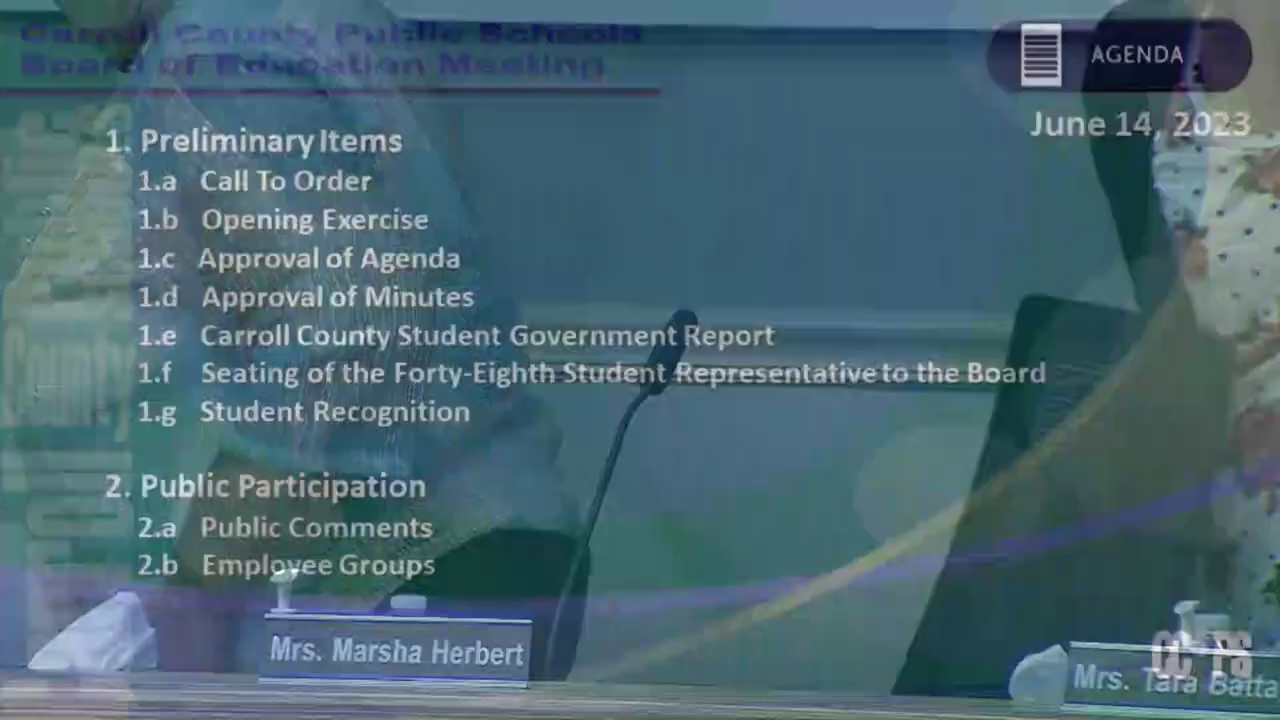 Carroll County Public Schools
Board of Education Meeting
AGENDA
June 14, 2023
1. Preliminary Items
1.a Call To Order
1.b Opening Exercise
1.c Approval of Agenda
1.d Approval of Minutes
1.e Carroll County Student Government Report
1.f Seating of the Forty-Eighth Student Representative to the Board
1.g Student Recognition
2. Public Participation
2.a Public Comments
2.b Employee Groups
Mrs. Marsha Herbert
Mrs. Tara Batta